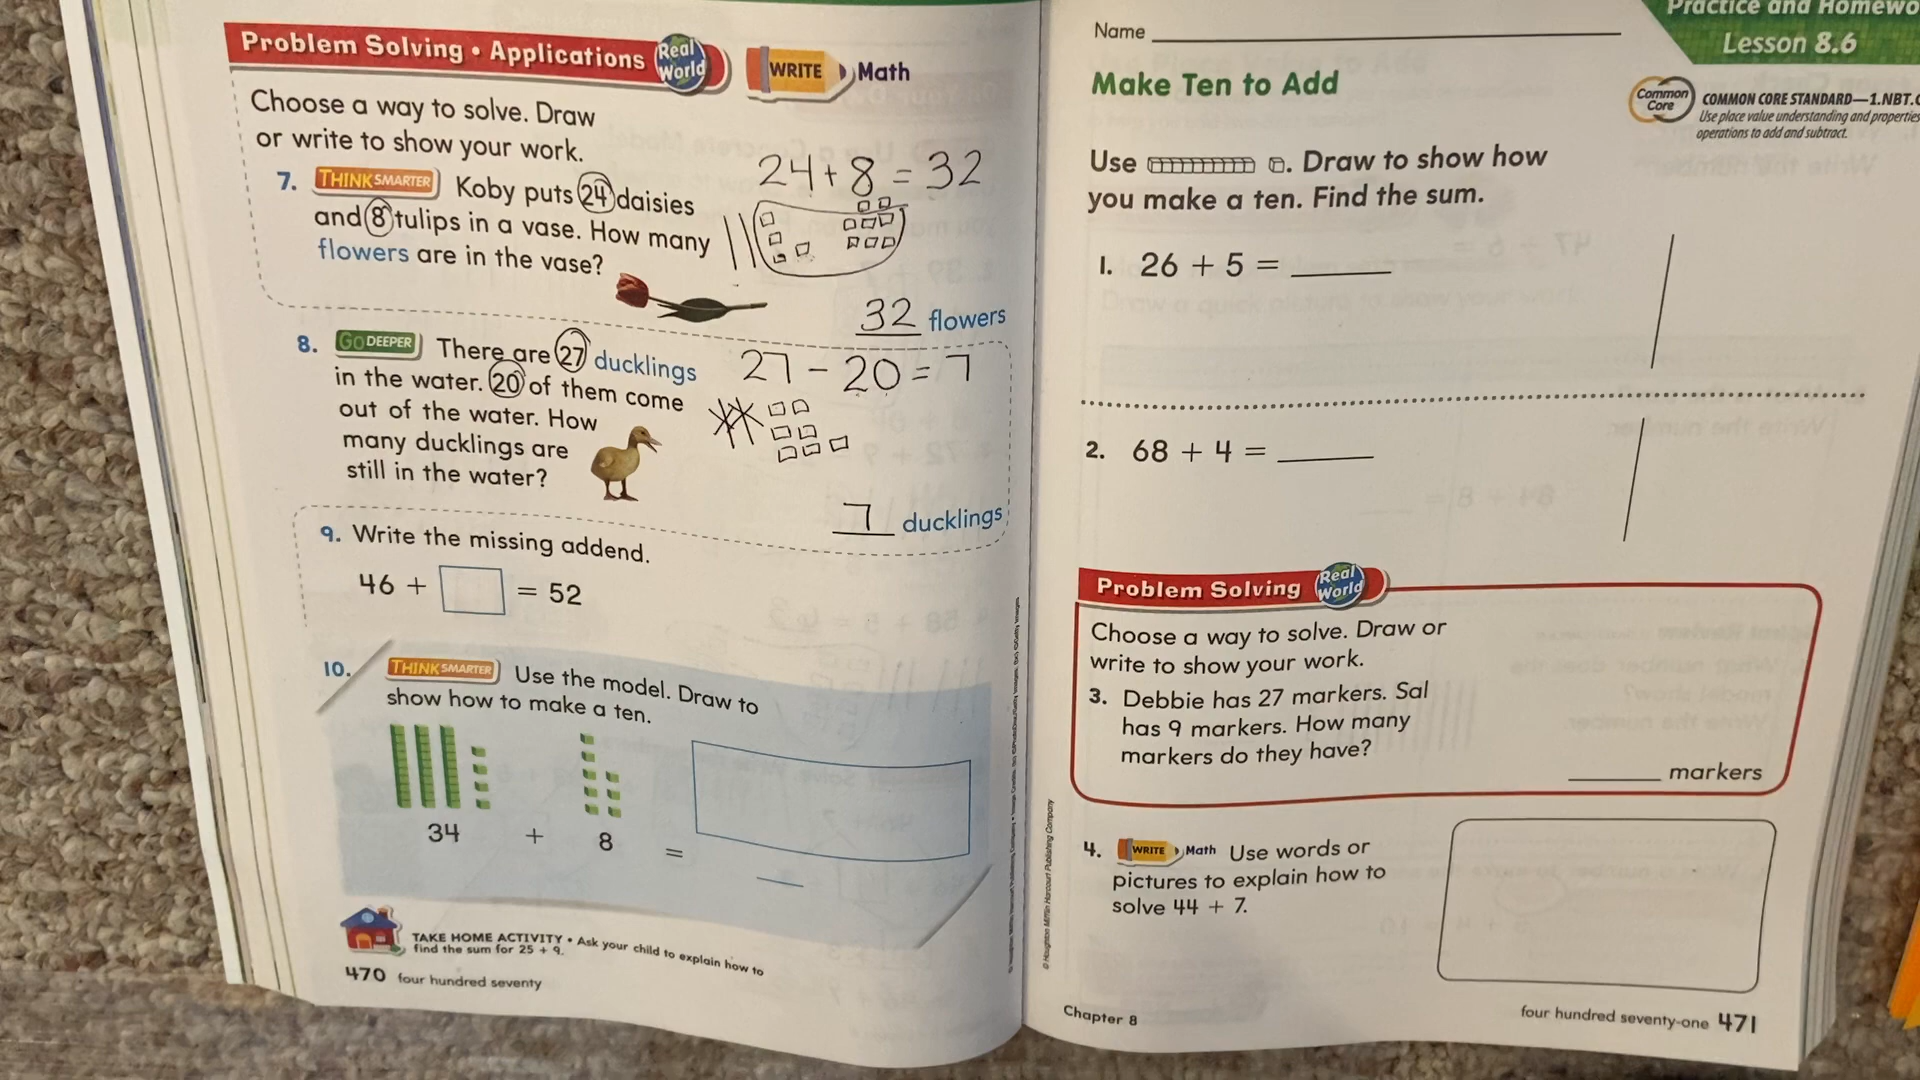 Problem Solving • Applications Real World WRITE Math
Choose a way to solve. Draw
or write to show your work.
7. THINK SMARTER Koby puts 24 daisies
and 8 tulips in a vase. How many
flowers are in the vase?
24 + 8 = 32
32 flowers
8. GO DEEPER There are 27 ducklings
in the water. 20 of them come
out of the water. How
many ducklings are
still in the water?
27 - 20 = 7
7 ducklings
9. Write the missing addend.
46 + = 52
10. THINK SMARTER Use the model. Draw to
show how to make a ten.
34 + 8 =
TAKE HOME ACTIVITY • Ask your child to explain how to
find the sum for 25 + 9.
470 four hundred seventy
Name
Practice and Homewo
Lesson 8.6
Make Ten to Add
Common Core
COMMON CORE STANDARD—1.NBT.C
Use place value understanding and properties
operations to add and subtract.
Use . Draw to show how
you make a ten. Find the sum.
1. 26 + 5 =
2. 68 + 4 =
Problem Solving Real World
Choose a way to solve. Draw or
write to show your work.
3. Debbie has 27 markers. Sal
has 9 markers. How many
markers do they have?
markers
4. WRITE Math Use words or
pictures to explain how to
solve 44 + 7.
© Houghton Mifflin Harcourt Publishing Company
Chapter 8
four hundred seventy-one 471